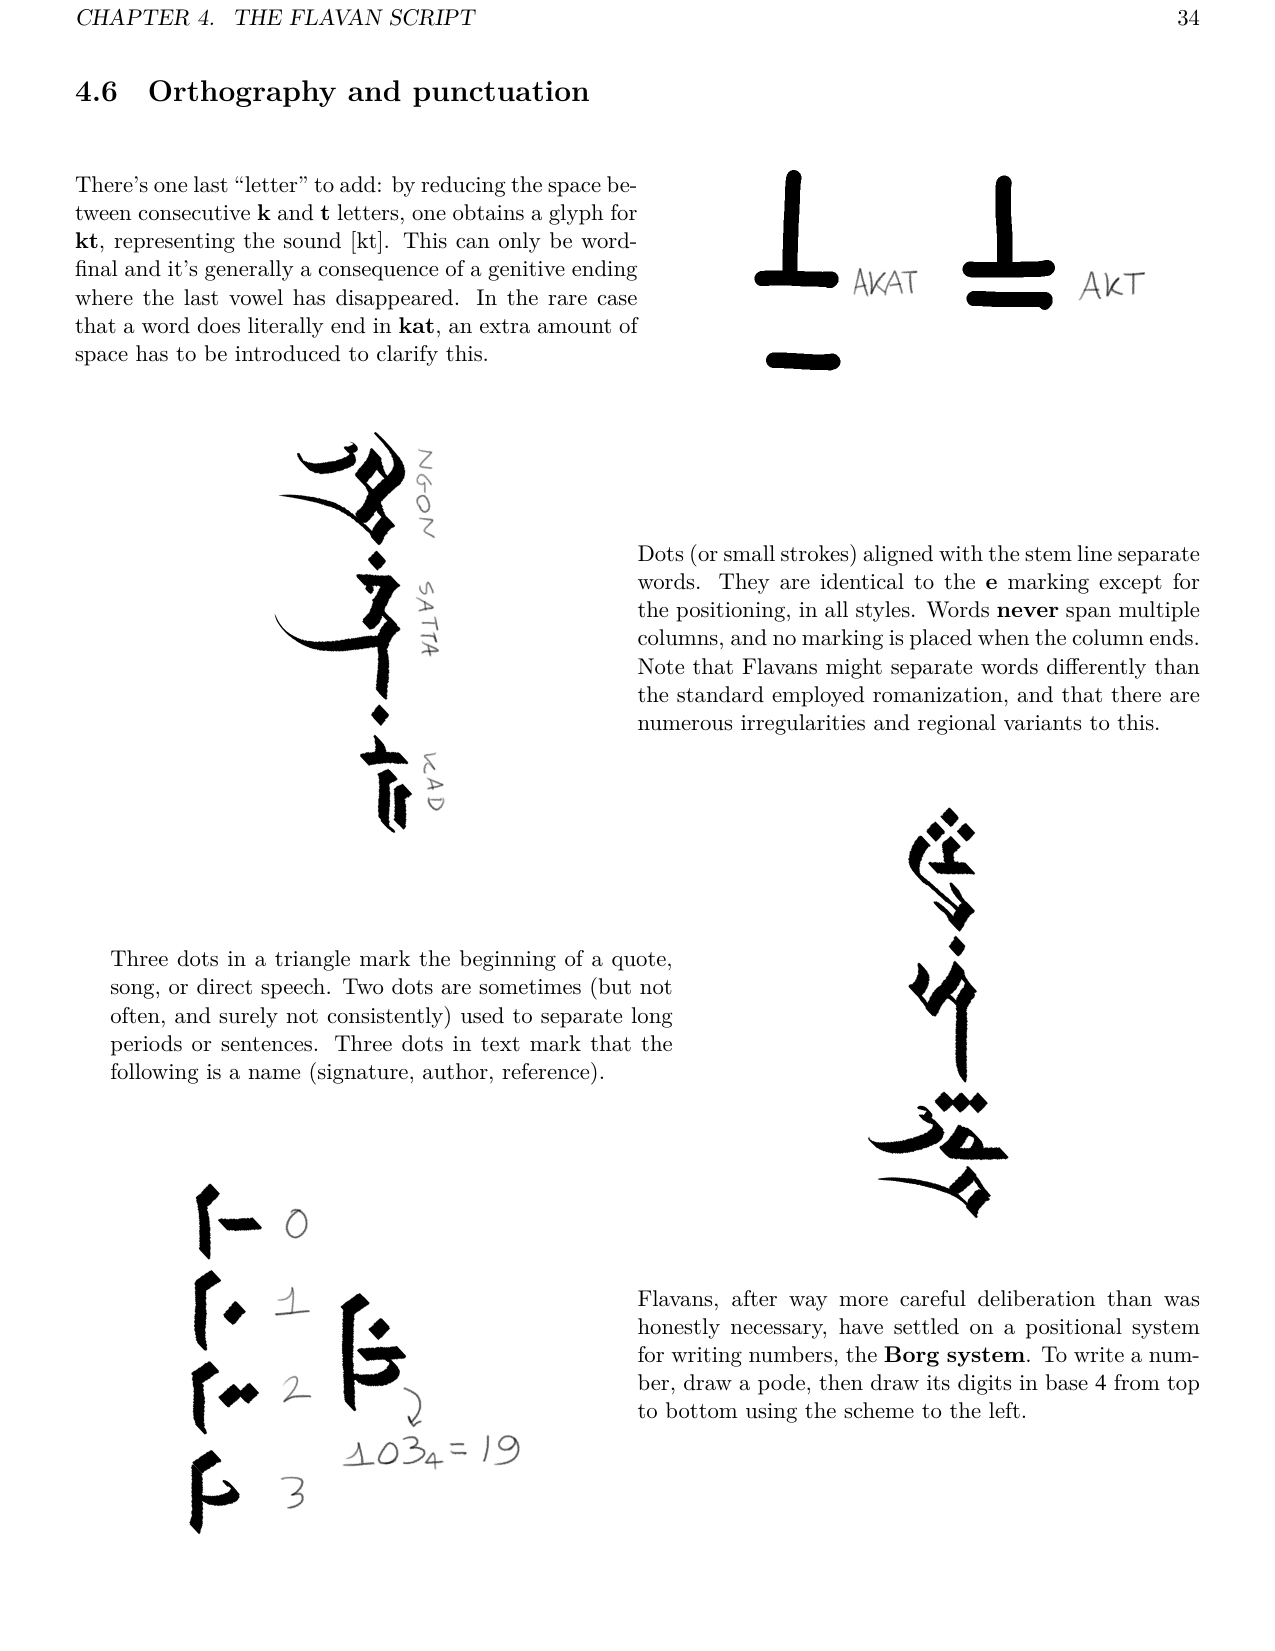 CHAPTER 4. THE FLAVAN SCRIPT 34
4.6 Orthography and punctuation
There's one last “letter” to add: by reducing the space be-
tween consecutive k and t letters, one obtains a glyph for
kt, representing the sound [kt]. This can only be word-
final and it's generally a consequence of a genitive ending
where the last vowel has disappeared. In the rare case
that a word does literally end in kat, an extra amount of
space has to be introduced to clarify this.
AKAT
AKT
NGON
SATTA
KAD
Dots (or small strokes) aligned with the stem line separate
words. They are identical to the e marking except for
the positioning, in all styles. Words never span multiple
columns, and no marking is placed when the column ends.
Note that Flavans might separate words differently than
the standard employed romanization, and that there are
numerous irregularities and regional variants to this.
Three dots in a triangle mark the beginning of a quote,
song, or direct speech. Two dots are sometimes (but not
often, and surely not consistently) used to separate long
periods or sentences. Three dots in text mark that the
following is a name (signature, author, reference).
0
1
2
3
103₄ = 19
Flavans, after way more careful deliberation than was
honestly necessary, have settled on a positional system
for writing numbers, the Borg system. To write a num-
ber, draw a pode, then draw its digits in base 4 from top
to bottom using the scheme to the left.